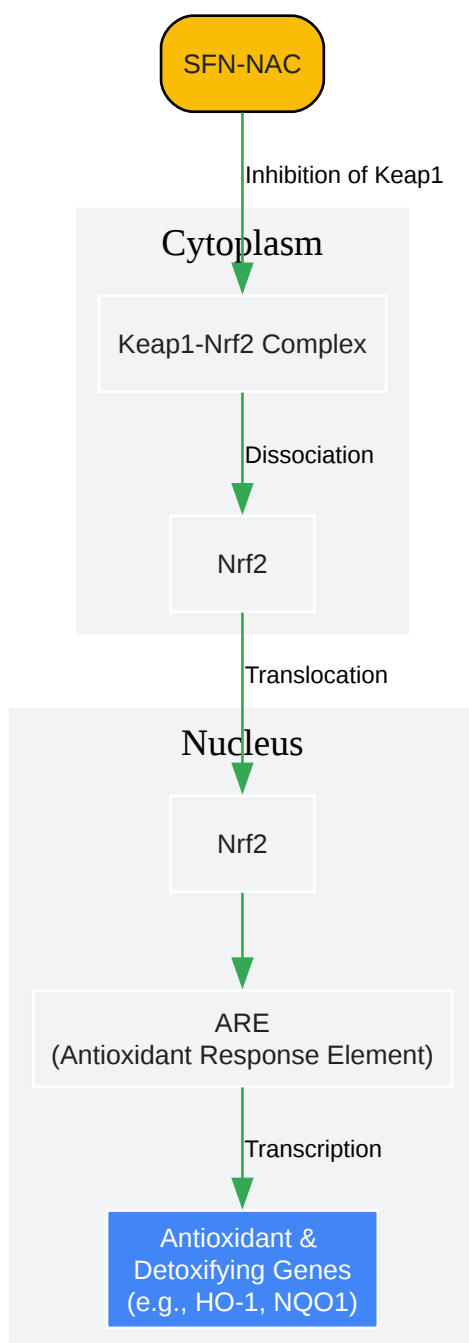 SFN-NAC
Inhibition of Keap1
Cytoplasm
Keap1-Nrf2 Complex
Dissociation
Nrf2
Translocation
Nucleus
Nrf2
ARE
(Antioxidant Response Element)
Transcription
Antioxidant &
Detoxifying Genes
(e.g., HO-1, NQO1)